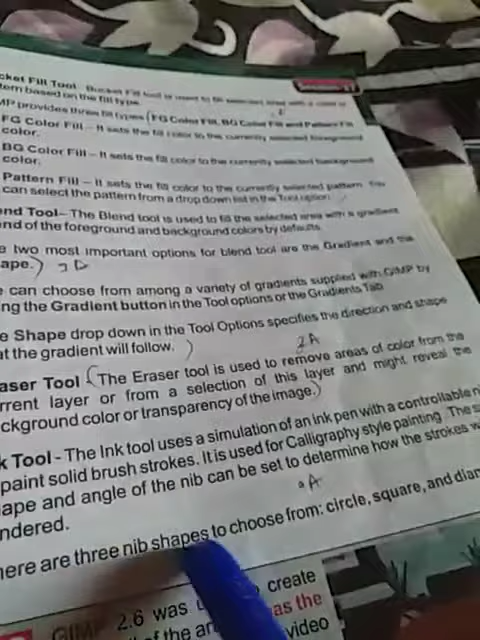 cket Fill Tool Bucket Fill tool is used to fill selected area with a color or
tern based on the fill type.
MP provides three fill types (FG Color Fill, BG Color Fill and Pattern Fill
FG Color Fill – It sets the fill color to the currently selected foreground
color.
BG Color Fill – It sets the fill color to the currently selected background
color.
Pattern Fill – It sets the fill color to the currently selected pattern. You
can select the pattern from a drop down list in the Tool option.
end Tool– The Blend tool is used to fill the selected area with a gradient
end of the foreground and background colors by defaults.
e two most important options for blend tool are the Gradient and the
ape.)
can choose from among a variety of gradients supplied with GIMP by
ng the Gradient button in the Tool options or the Gradients Tab
e Shape drop down in the Tool Options specifies the direction and shape
at the gradient will follow. )
2A
aser Tool (The Eraser tool is used to remove areas of color from the
rrent layer or from a selection of this layer and might reveal the
ckground color or transparency of the image.)
k Tool - The Ink tool uses a simulation of an ink pen with a controllable ni
paint solid brush strokes. It is used for Calligraphy style painting. The s
ape and angle of the nib can be set to determine how the strokes w
ndered.
A
here are three nib shapes to choose from: circle, square, and diam
GIM 2.6 was create
of the as the
video